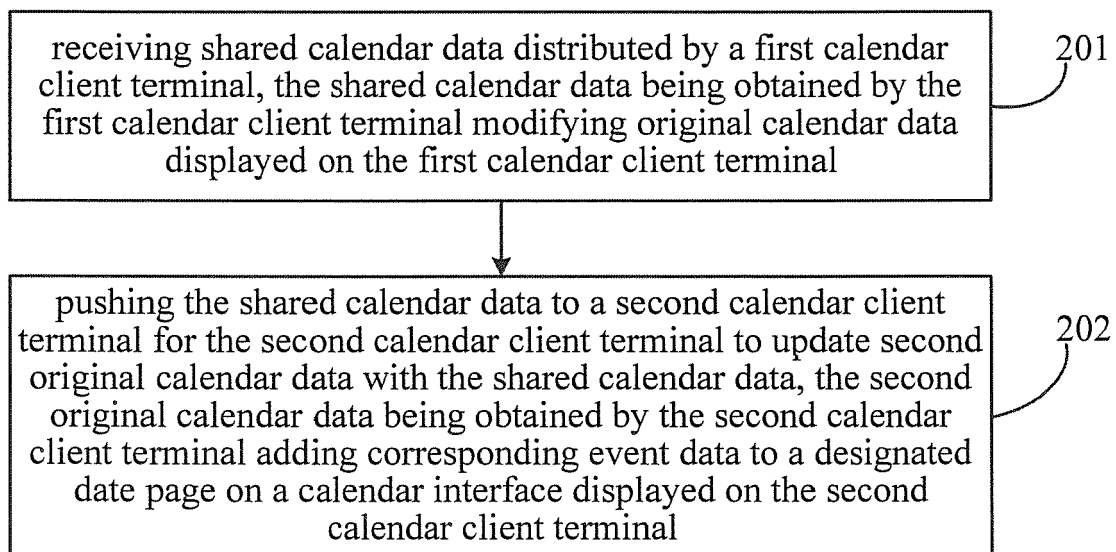 receiving shared calendar data distributed by a first calendar
client terminal, the shared calendar data being obtained by the
first calendar client terminal modifying original calendar data
displayed on the first calendar client terminal
201
pushing the shared calendar data to a second calendar client
terminal for the second calendar client terminal to update second
original calendar data with the shared calendar data, the second
original calendar data being obtained by the second calendar
client terminal adding corresponding event data to a designated
date page on a calendar interface displayed on the second
calendar client terminal
202